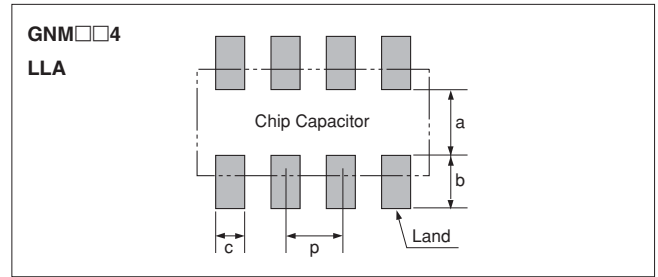 GNM□□4
LLA
Chip Capacitor
a
b
c
p
Land